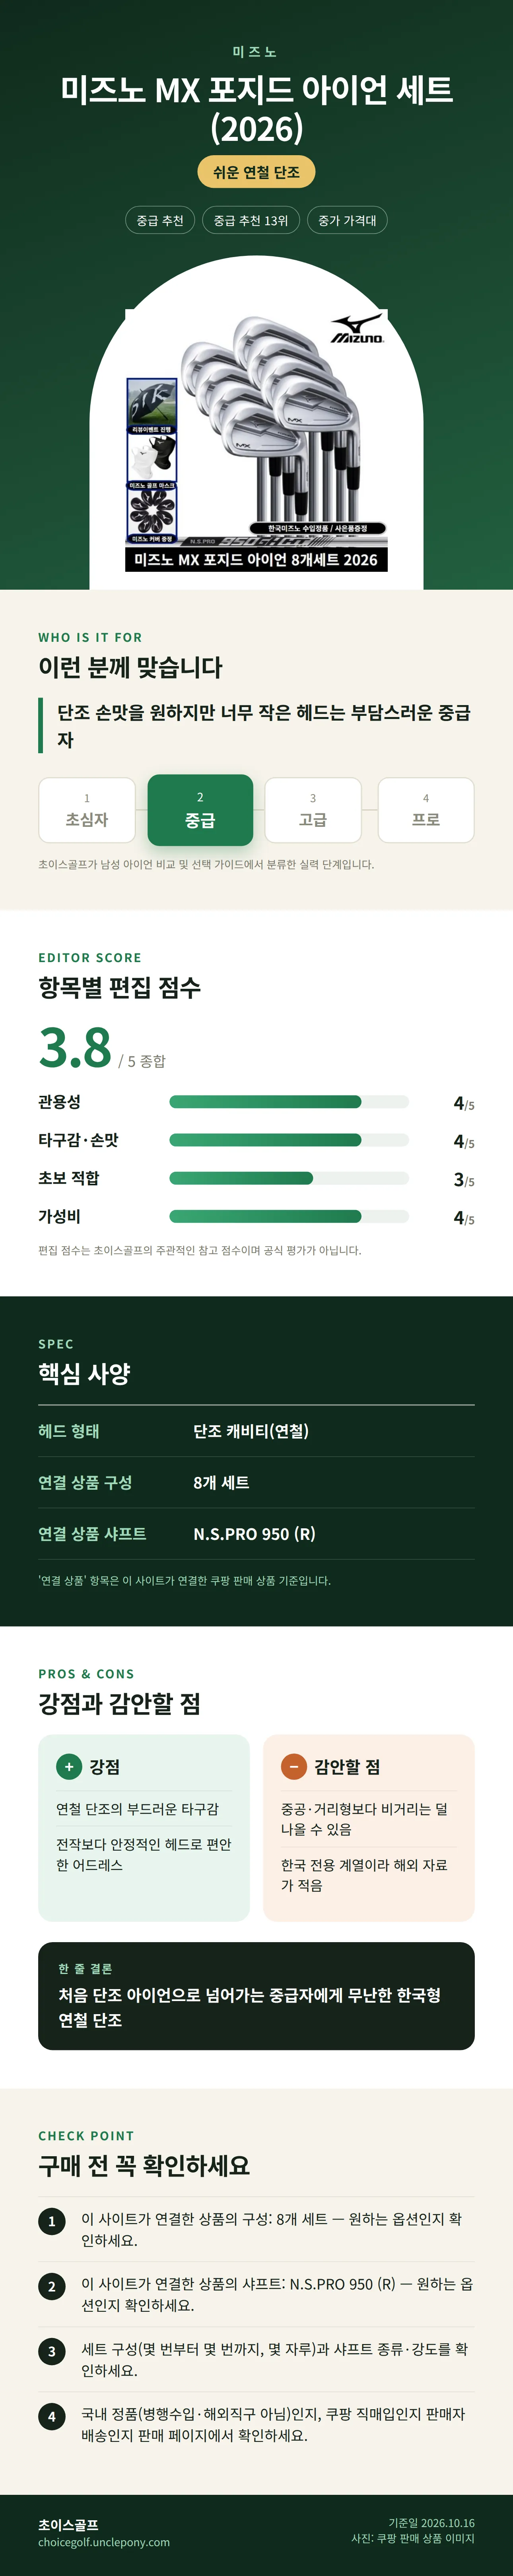 미즈노
미즈노 MX 포지드 아이언 세트
(2026)
쉬운 연철 단조
중급 추천
중급 추천 13위
중가 가격대
MIZUNO
MX
리뷰이벤트 진행
미즈노 골프 마스크
미즈노 커버 증정
한국미즈노 수입정품 / 사은품증정
N.S.PRO 950GH
미즈노 MX 포지드 아이언 8개세트 2026
WHO IS IT FOR
이런 분께 맞습니다
단조 손맛을 원하지만 너무 작은 헤드는 부담스러운 중급
자
1
초심자
2
중급
3
고급
4
프로
초이스골프가 남성 아이언 비교 및 선택 가이드에서 분류한 실력 단계입니다.
EDITOR SCORE
항목별 편집 점수
3.8 / 5 종합
관용성 4/5
타구감·손맛 4/5
초보 적합 3/5
가성비 4/5
편집 점수는 초이스골프의 주관적인 참고 점수이며 공식 평가가 아닙니다.
SPEC
핵심 사양
헤드 형태 단조 캐비티(연철)
연결 상품 구성 8개 세트
연결 상품 샤프트 N.S.PRO 950 (R)
'연결 상품' 항목은 이 사이트가 연결한 쿠팡 판매 상품 기준입니다.
PROS & CONS
강점과 감안할 점
+ 강점
연철 단조의 부드러운 타구감
전작보다 안정적인 헤드로 편안
한 어드레스
− 감안할 점
중공·거리형보다 비거리는 덜
나올 수 있음
한국 전용 계열이라 해외 자료
가 적음
한 줄 결론
처음 단조 아이언으로 넘어가는 중급자에게 무난한 한국형
연철 단조
CHECK POINT
구매 전 꼭 확인하세요
1 이 사이트가 연결한 상품의 구성: 8개 세트 — 원하는 옵션인지 확
인하세요.
2 이 사이트가 연결한 상품의 샤프트: N.S.PRO 950 (R) — 원하는 옵
션인지 확인하세요.
3 세트 구성(몇 번부터 몇 번까지, 몇 자루)과 샤프트 종류·강도를 확
인하세요.
4 국내 정품(병행수입·해외직구 아님)인지, 쿠팡 직매입인지 판매자
배송인지 판매 페이지에서 확인하세요.
초이스골프
choicegolf.unclepony.com
기준일 2026.10.16
사진: 쿠팡 판매 상품 이미지